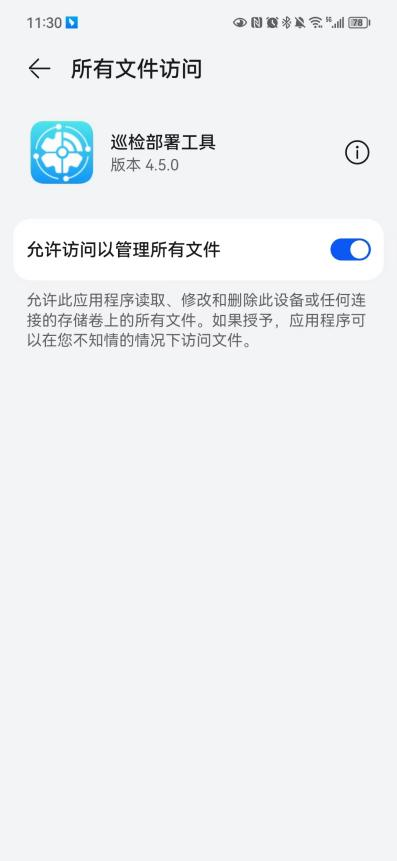 11:30
5G
78
所有文件访问
巡检部署工具
版本 4.5.0
允许访问以管理所有文件
允许此应用程序读取、修改和删除此设备或任何连
接的存储卷上的所有文件。如果授予，应用程序可
以在您不知情的情况下访问文件。